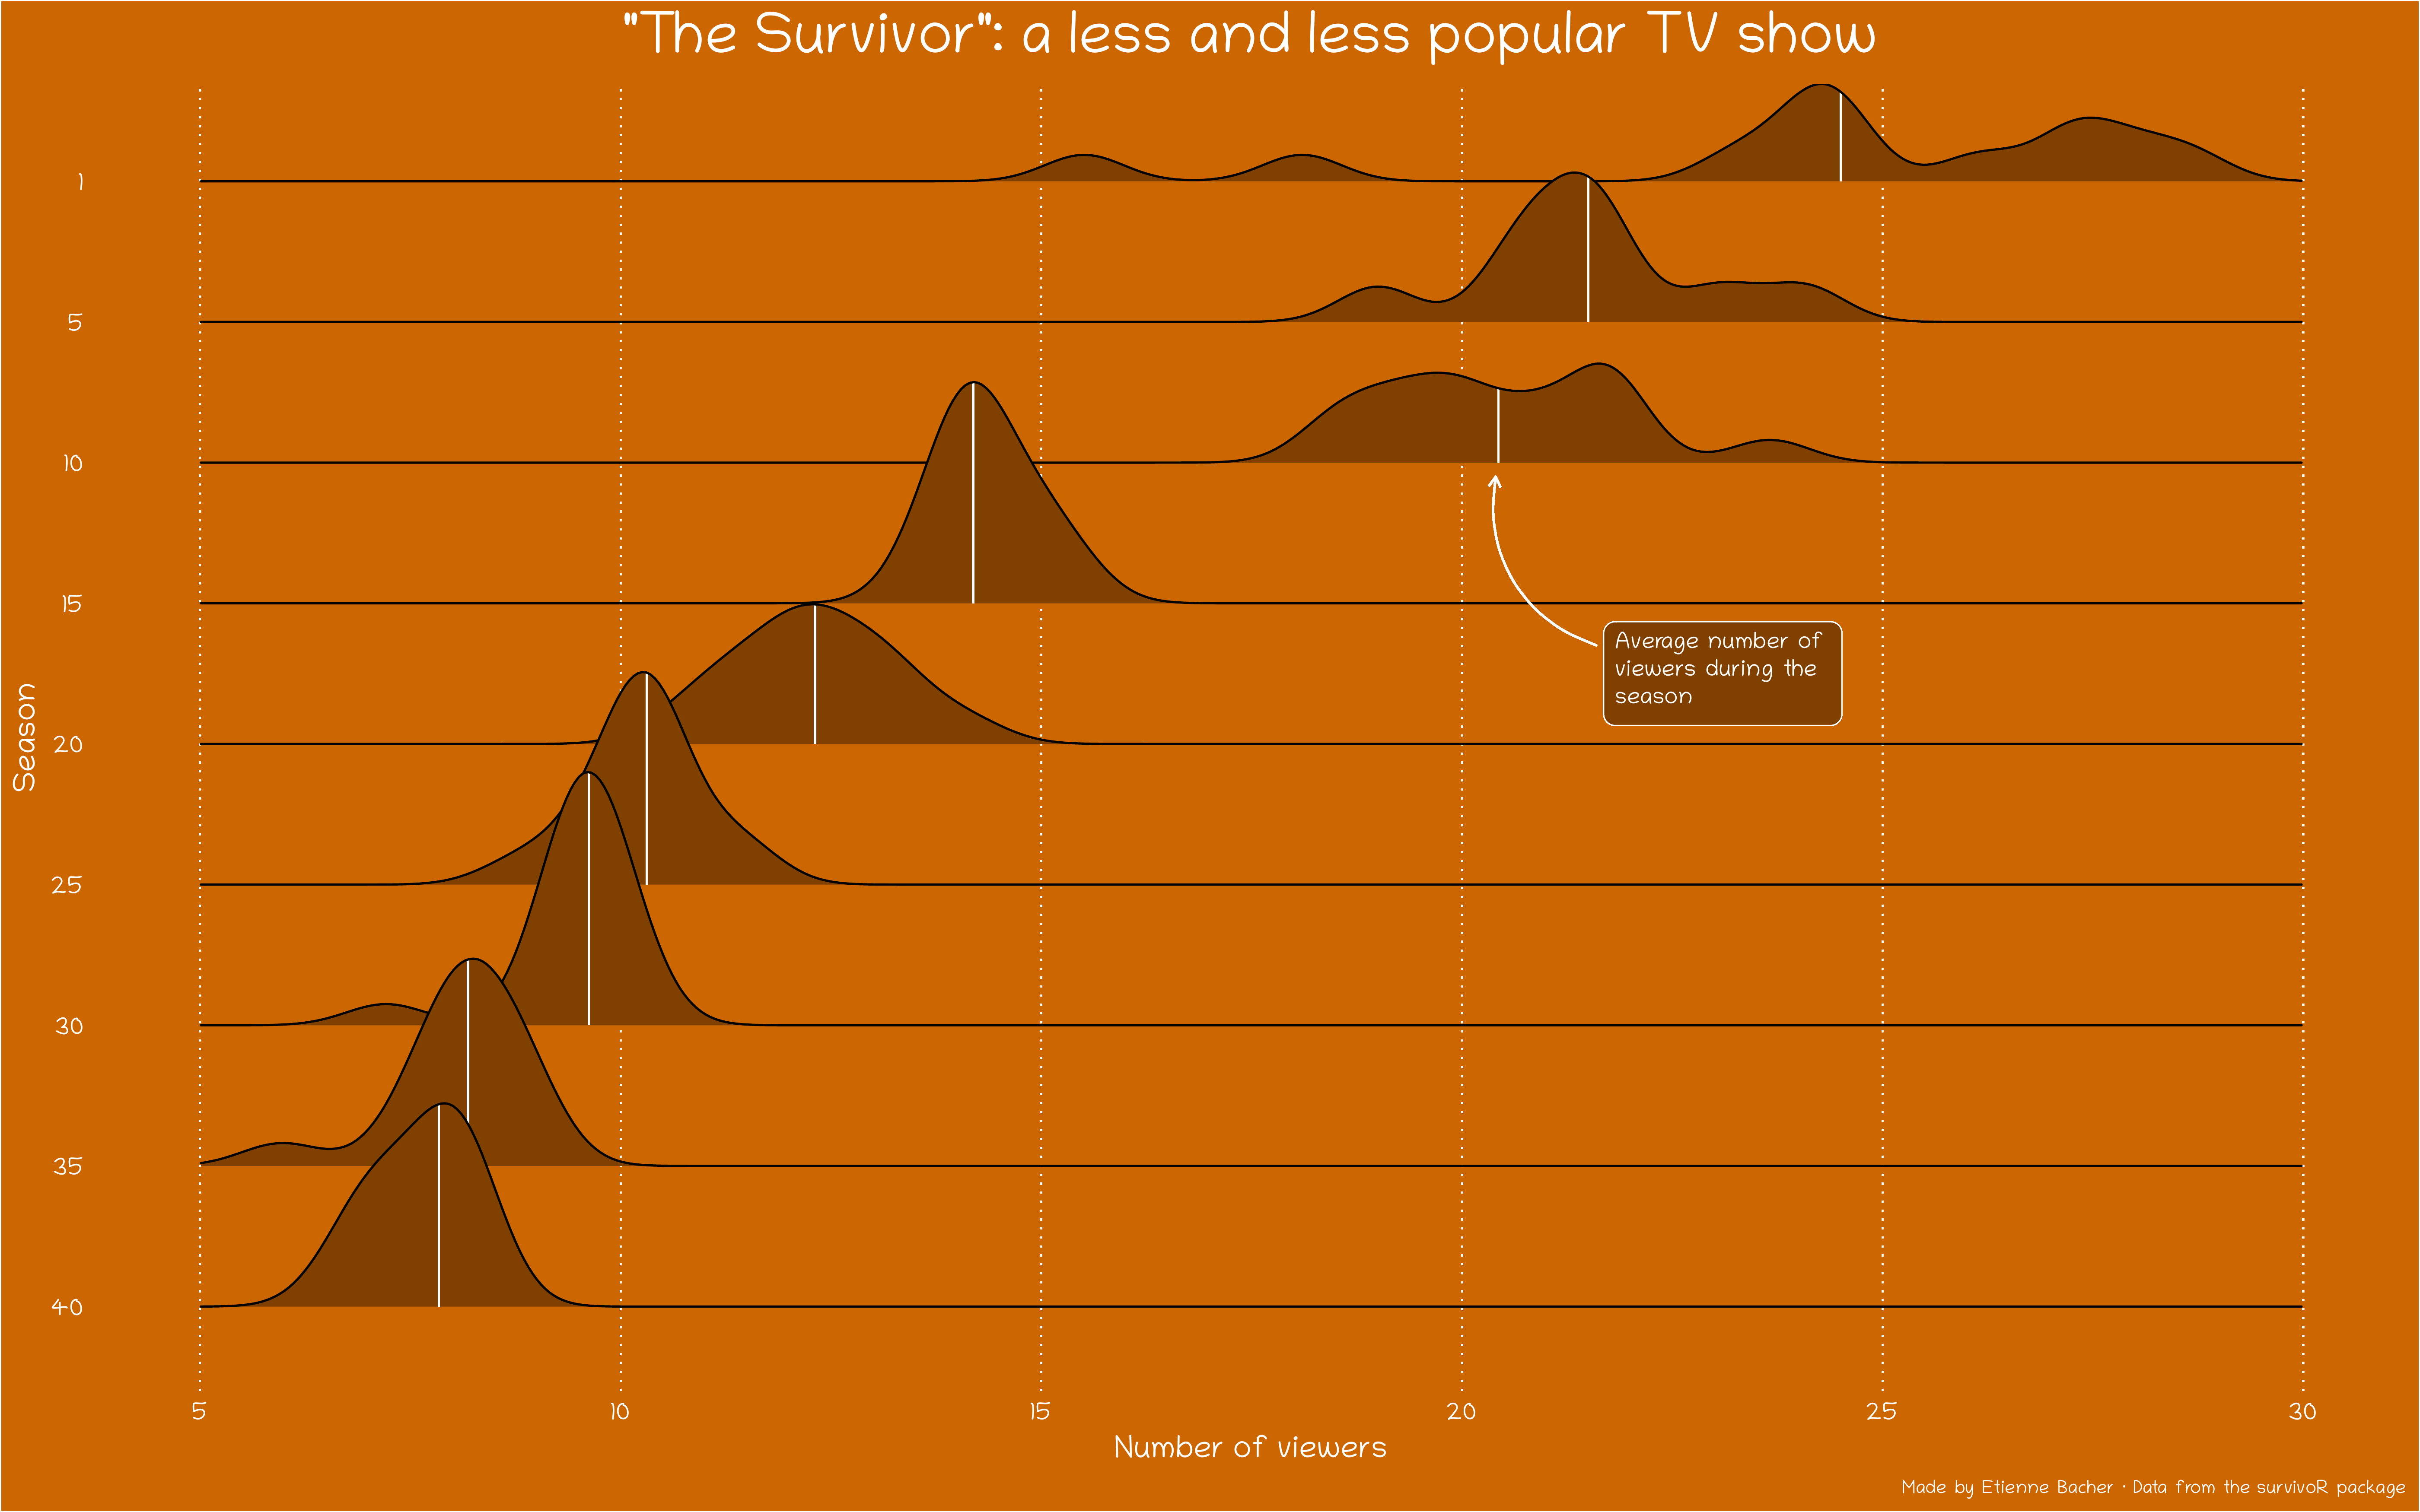 "The Survivor": a less and less popular TV show
1
5
10
15
20
25
30
35
40
Season
Average number of
viewers during the
season
5 10 15 20 25 30
Number of viewers
Made by Etienne Bacher · Data from the survivoR package